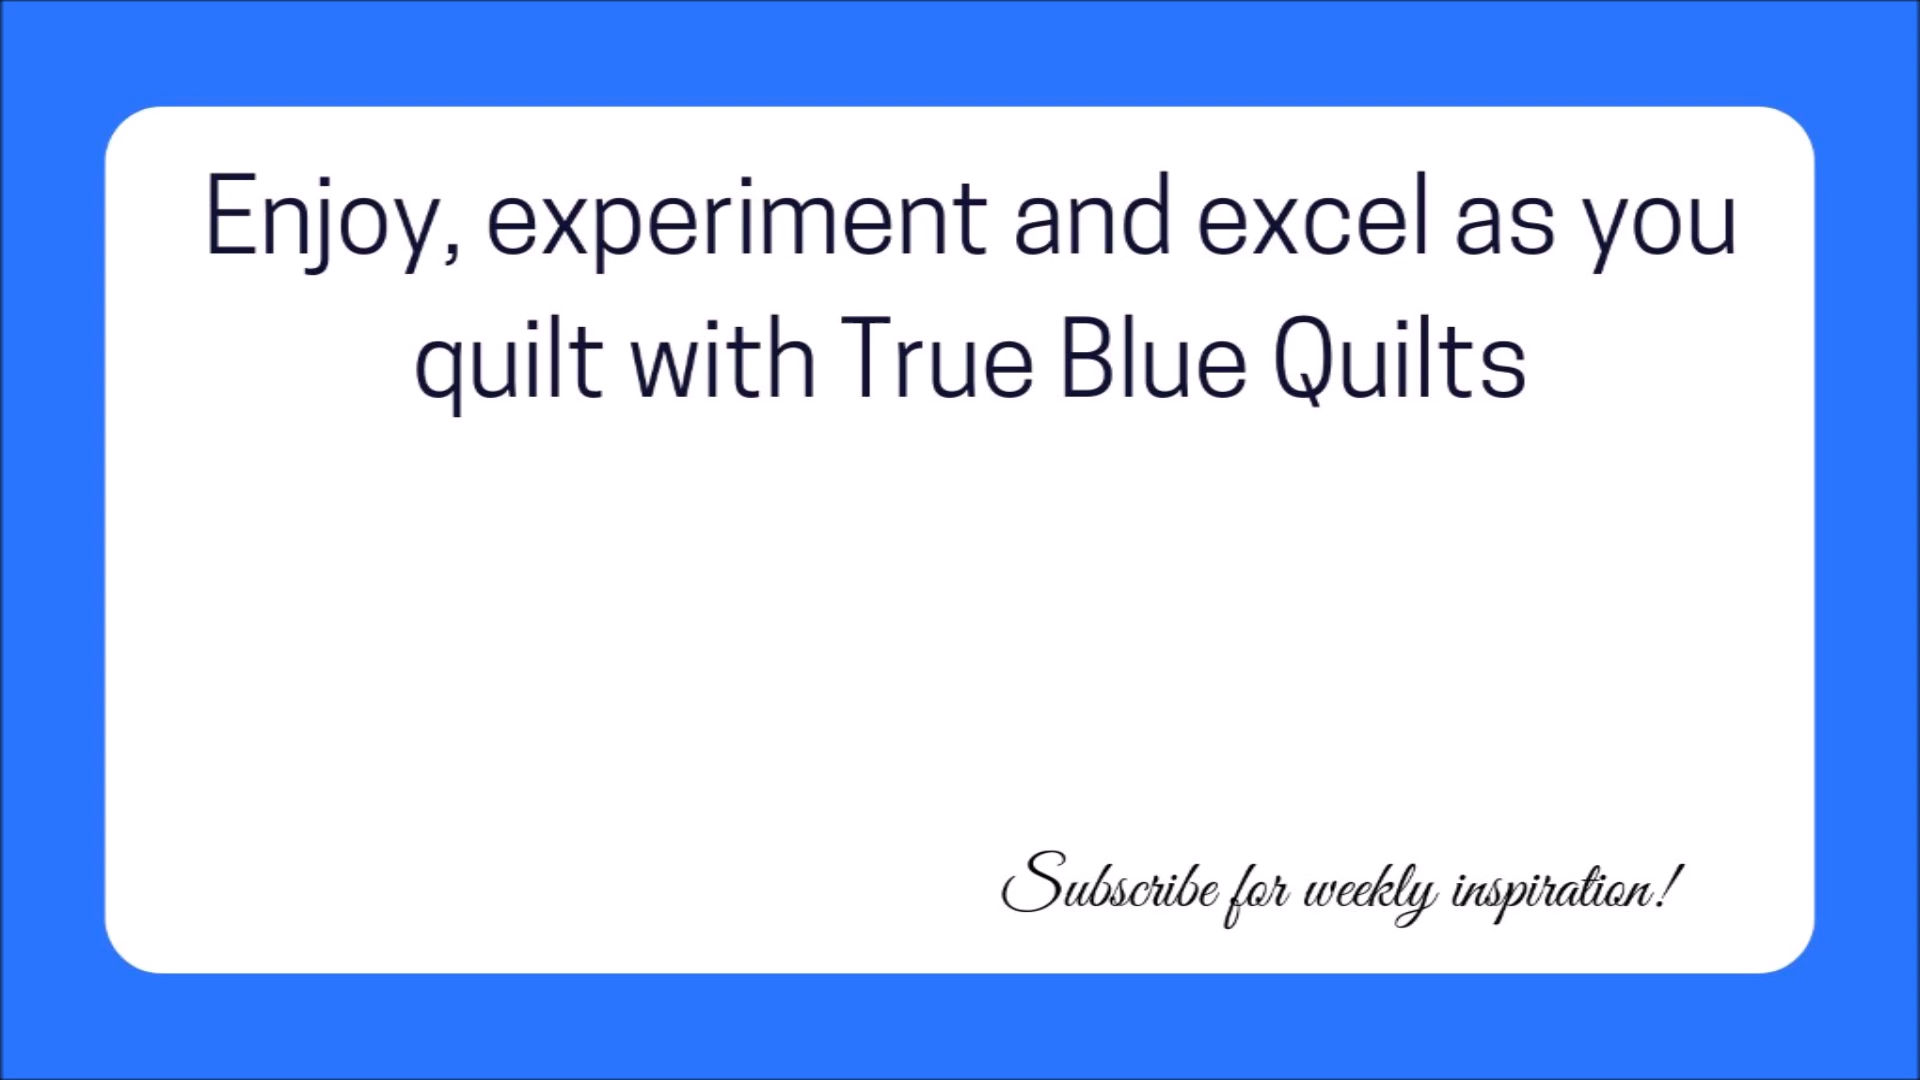 Enjoy, experiment and excel as you
quilt with True Blue Quilts
Subscribe for weekly inspiration!